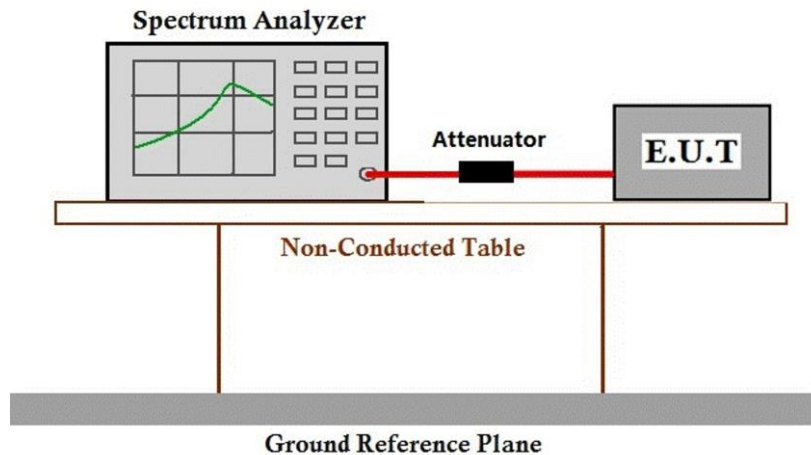 Spectrum Analyzer
Attenuator
E.U.T
Non-Conducted Table
Ground Reference Plane